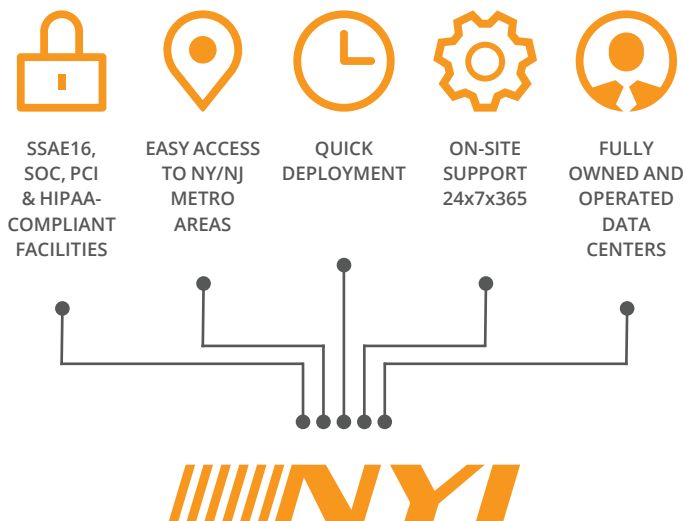 SSAE16,
SOC, PCI
& HIPAA-
COMPLIANT
FACILITIES
EASY ACCESS
TO NY/NJ
METRO
AREAS
QUICK
DEPLOYMENT
ON-SITE
SUPPORT
24x7x365
FULLY
OWNED AND
OPERATED
DATA
CENTERS
NYI